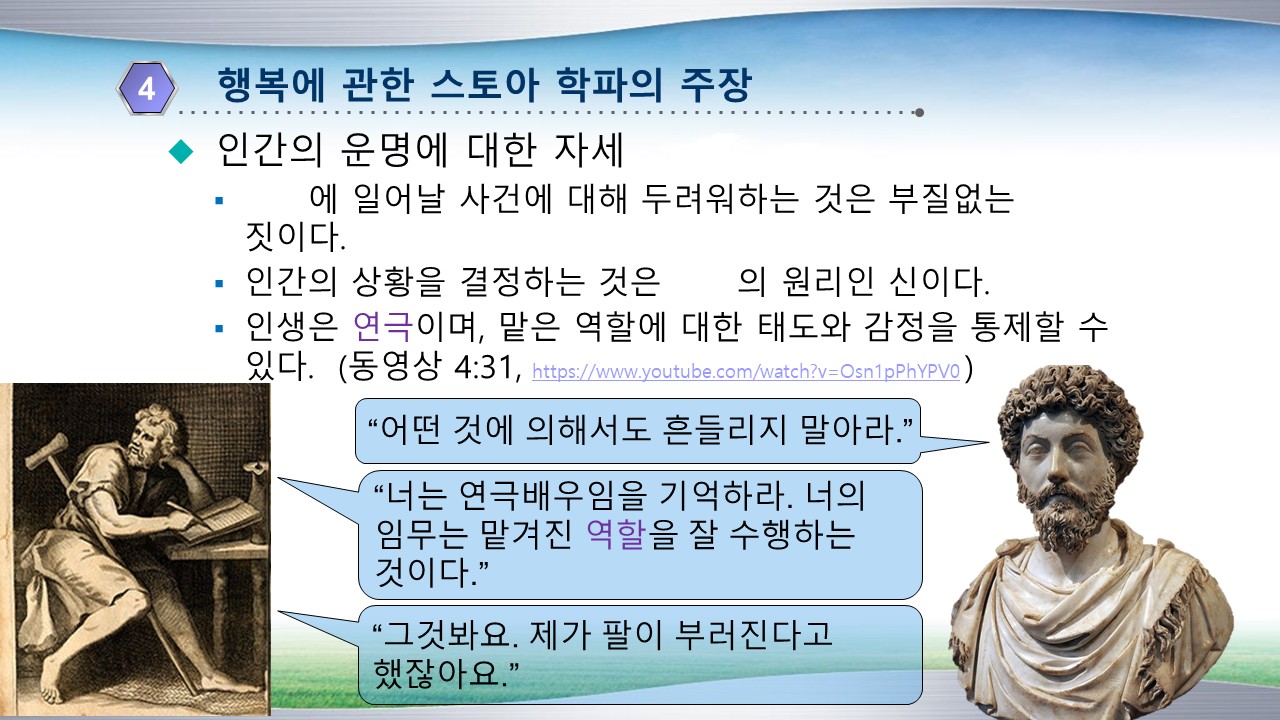 4 행복에 관한 스토아 학파의 주장
인간의 운명에 대한 자세
에 일어날 사건에 대해 두려워하는 것은 부질없는
짓이다.
인간의 상황을 결정하는 것은 의 원리인 신이다.
인생은 연극이며, 맡은 역할에 대한 태도와 감정을 통제할 수
있다. (동영상 4:31, https://www.youtube.com/watch?v=Osn1pPhYPV0 )
“어떤 것에 의해서도 흔들리지 말아라.”
“너는 연극배우임을 기억하라. 너의
임무는 맡겨진 역할을 잘 수행하는
것이다.”
“그것봐요. 제가 팔이 부러진다고
했잖아요.”